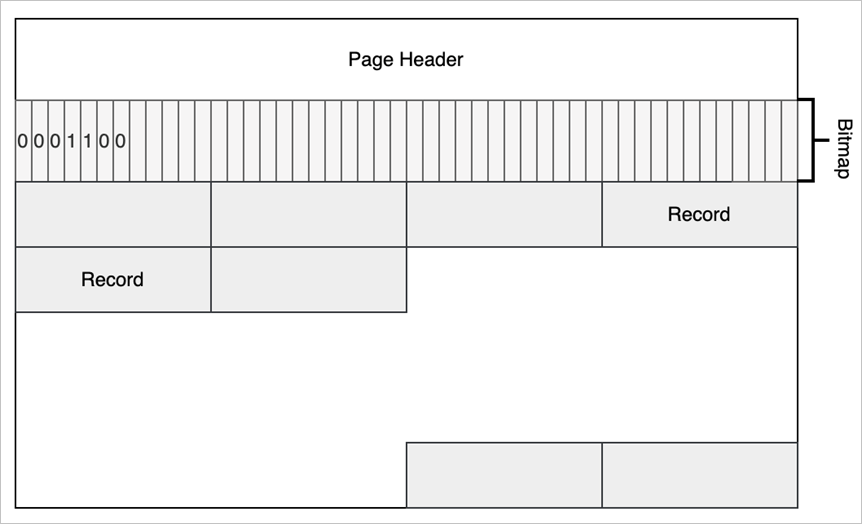 Page Header
0 0 0 1 1 0 0
Bitmap
Record
Record